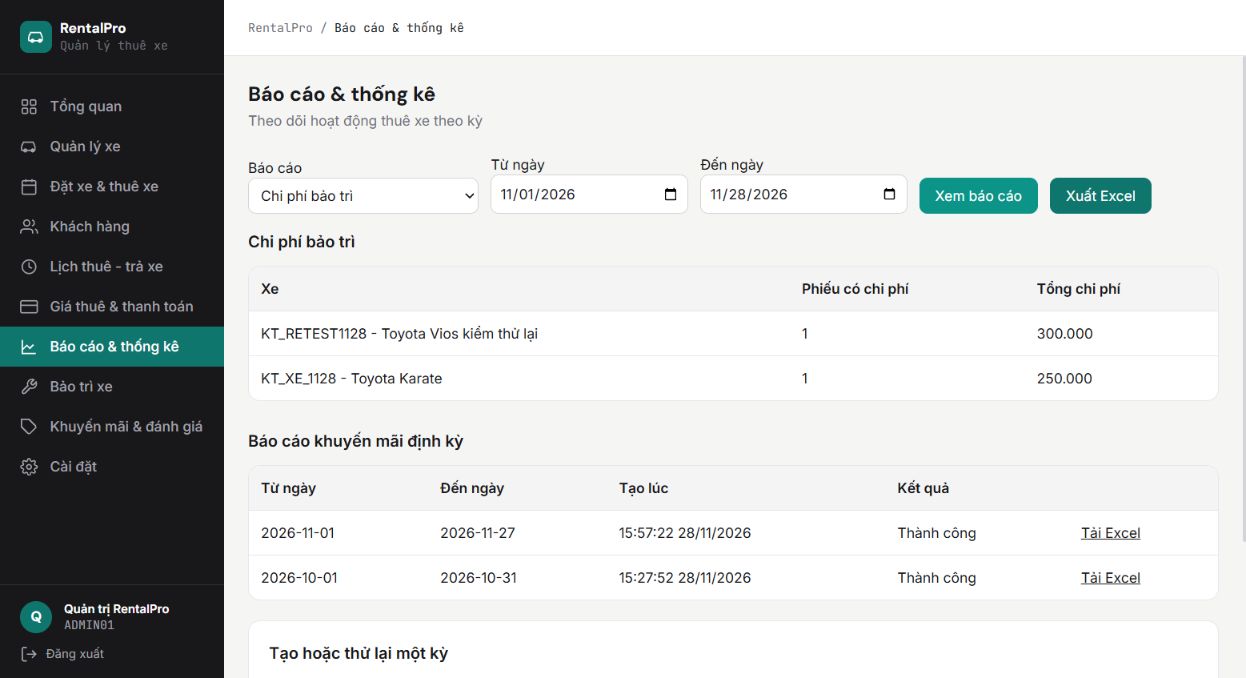 RentalPro
Quản lý thuê xe
Tổng quan
Quản lý xe
Đặt xe & thuê xe
Khách hàng
Lịch thuê - trả xe
Giá thuê & thanh toán
Báo cáo & thống kê
Bảo trì xe
Khuyến mãi & đánh giá
Cài đặt
Q
Quản trị RentalPro
ADMIN01
Đăng xuất
RentalPro / Báo cáo & thống kê
Báo cáo & thống kê
Theo dõi hoạt động thuê xe theo kỳ
Báo cáo Từ ngày Đến ngày
Chi phí bảo trì 11/01/2026 11/28/2026 Xem báo cáo Xuất Excel
Chi phí bảo trì
Xe Phiếu có chi phí Tổng chi phí
KT_RETEST1128 - Toyota Vios kiểm thử lại 1 300.000
KT_XE_1128 - Toyota Karate 1 250.000
Báo cáo khuyến mãi định kỳ
Từ ngày Đến ngày Tạo lúc Kết quả
2026-11-01 2026-11-27 15:57:22 28/11/2026 Thành công Tải Excel
2026-10-01 2026-10-31 15:27:52 28/11/2026 Thành công Tải Excel
Tạo hoặc thử lại một kỳ